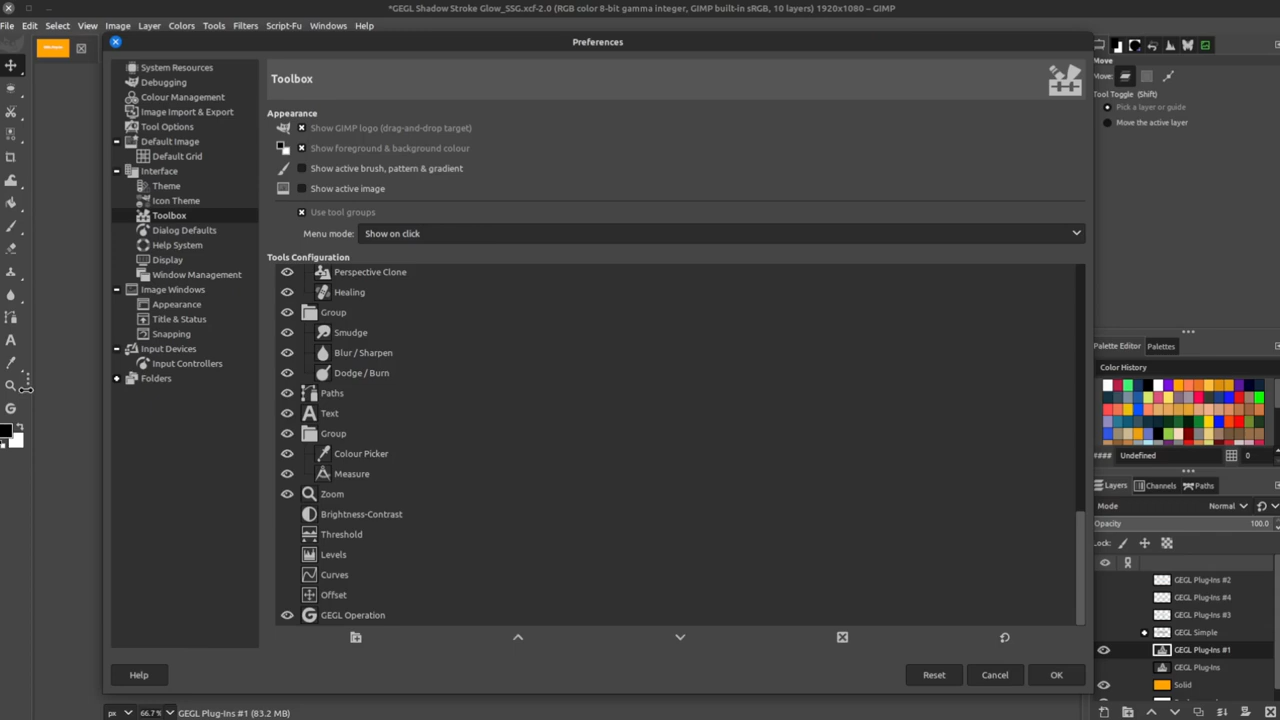 *GEGL Shadow Stroke Glow_SSG.xcf-2.0 (RGB color 8-bit gamma integer, GIMP built-in sRGB, 10 layers) 1920x1080 – GIMP
File Edit Select View Image Layer Colors Tools Filters Script-Fu Windows Help
Preferences
System Resources
Debugging
Colour Management
Image Import & Export
Tool Options
Default Image
Default Grid
Interface
Theme
Icon Theme
Toolbox
Dialog Defaults
Help System
Display
Window Management
Image Windows
Appearance
Title & Status
Snapping
Input Devices
Input Controllers
Folders
Toolbox
Appearance
Show GIMP logo (drag-and-drop target)
Show foreground & background colour
Show active brush, pattern & gradient
Show active image
Use tool groups
Menu mode: Show on click
Tools Configuration
Perspective Clone
Healing
Group
Smudge
Blur / Sharpen
Dodge / Burn
Paths
Text
Group
Colour Picker
Measure
Zoom
Brightness-Contrast
Threshold
Levels
Curves
Offset
GEGL Operation
Help Reset Cancel OK
px 66.7% GEGL Plug-Ins #1 (83.2 MB)
Move
Move:
Tool Toggle (Shift)
Pick a layer or guide
Move the active layer
Palette Editor Palettes
Color History
#### Undefined 0
Layers Channels Paths
Mode Normal
Opacity 100.0
Lock:
GEGL Plug-Ins #2
GEGL Plug-Ins #4
GEGL Plug-Ins #3
GEGL Simple
GEGL Plug-Ins #1
GEGL Plug-Ins
Solid